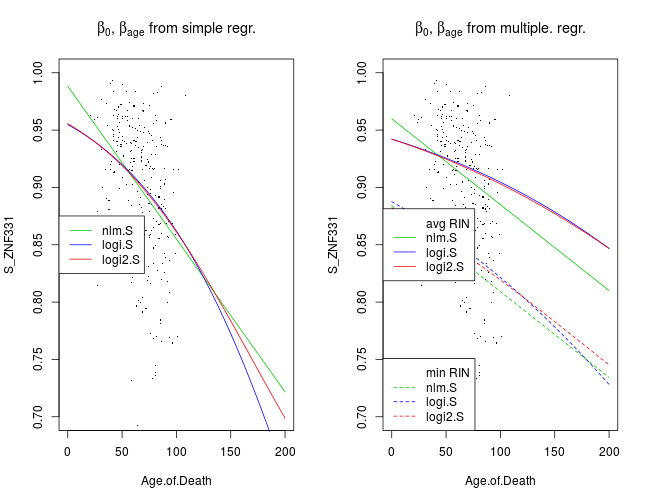 β0, βage from simple regr.
1.00
0.95
0.90
0.85
0.80
0.75
0.70
S_ZNF331
nlm.S
logi.S
logi2.S
0 50 100 150 200
Age.of.Death
β0, βage from multiple. regr.
1.00
0.95
0.90
0.85
0.80
0.75
0.70
S_ZNF331
avg RIN
nlm.S
logi.S
logi2.S
min RIN
nlm.S
logi.S
logi2.S
0 50 100 150 200
Age.of.Death